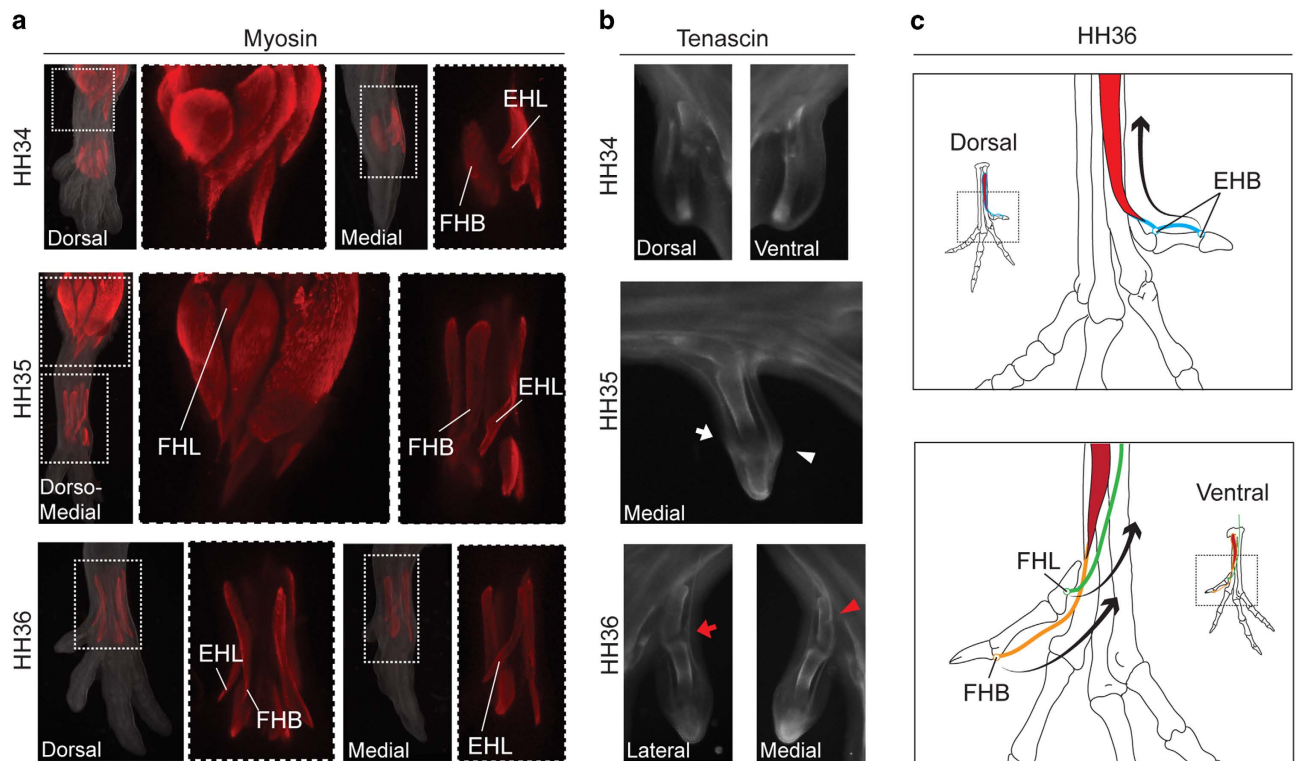 a
Myosin
HH34
Dorsal
Medial
FHB
EHL
HH35
Dorso-
Medial
FHL
FHB
EHL
HH36
Dorsal
EHL
FHB
Medial
EHL
b
Tenascin
HH34
Dorsal
Ventral
HH35
Medial
HH36
Lateral
Medial
c
HH36
Dorsal
EHB
Ventral
FHL
FHB